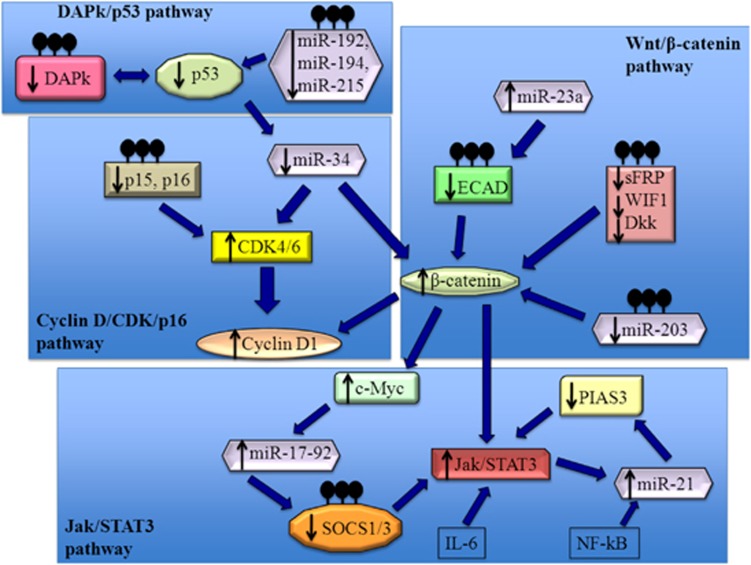 DAPk/p53 pathway
DAPk
p53
miR-192,
miR-194,
miR-215
Wnt/β-catenin
pathway
miR-23a
miR-34
p15, p16
ECAD
sFRP
WIF1
Dkk
CDK4/6
β-catenin
Cyclin D/CDK/p16
pathway
Cyclin D1
miR-203
c-Myc
PIAS3
miR-17-92
Jak/STAT3
miR-21
SOCS1/3
Jak/STAT3
pathway
IL-6
NF-kB